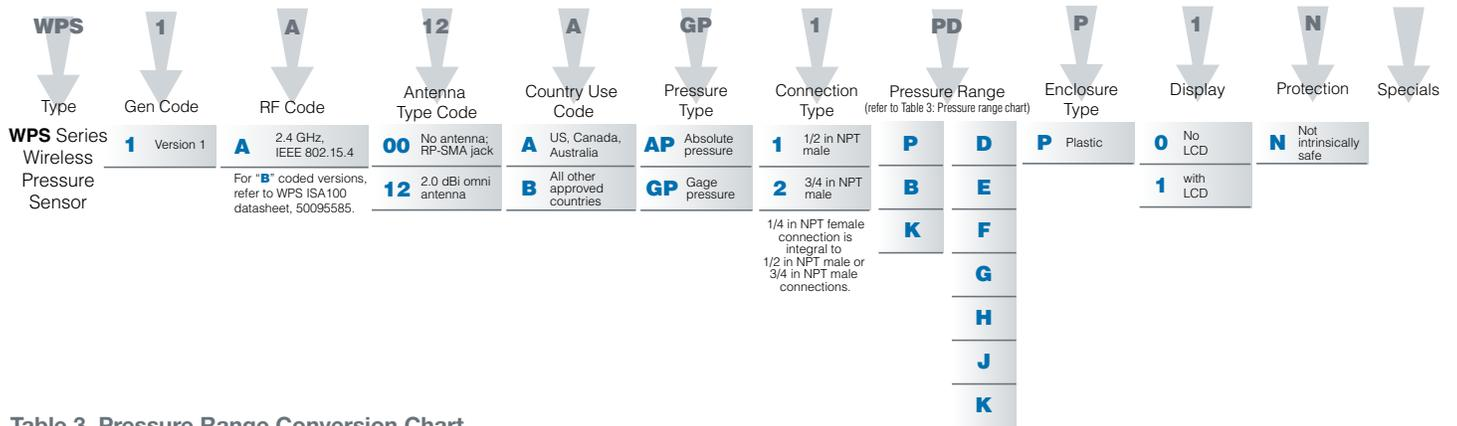 WPS 1 A 12 A GP 1 PD P 1 N
Type
Gen Code
RF Code
Antenna
Type Code
Country Use
Code
Pressure
Type
Connection
Type
Pressure Range
(refer to Table 3: Pressure range chart)
Enclosure
Type
Display
Protection
Specials
WPS Series
Wireless
Pressure
Sensor
1 Version 1
A 2.4 GHz,
IEEE 802.15.4
For “B” coded versions,
refer to WPS ISA100
datasheet, 50095585.
00 No antenna;
RP-SMA jack
12 2.0 dBi omni
antenna
A US, Canada,
Australia
B All other
approved
countries
AP Absolute
pressure
GP Gage
pressure
1 1/2 in NPT
male
2 3/4 in NPT
male
1/4 in NPT female
connection is
integral to
1/2 in NPT male or
3/4 in NPT male
connections.
P
B
K
D
E
F
G
H
J
K
P Plastic
0 No
LCD
1 with
LCD
N Not
intrinsically
safe
Table 3. Pressure Range Conversion Chart